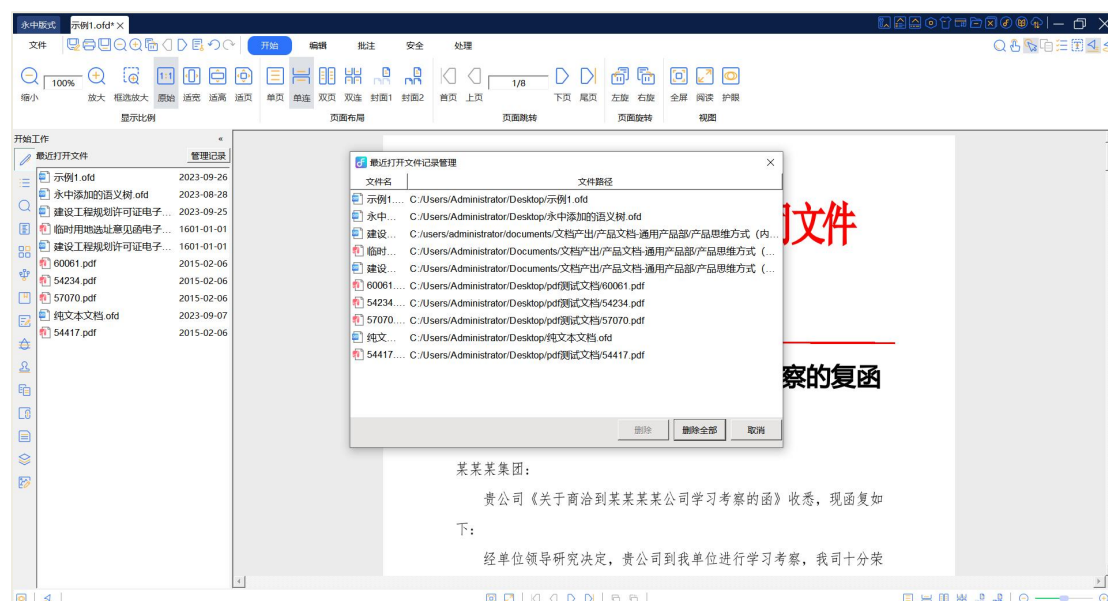 永中版式 示例1.ofd* ×
文件 开始 编辑 批注 安全 处理
100% 1:1 1/8
缩小 放大 框选放大 原始 适宽 适高 适页 单页 单连 双页 双连 封面1 封面2 首页 上页 下页 尾页 左旋 右旋 全屏 阅读 护眼
显示比例 页面布局 页面跳转 页面旋转 视图
开始工作 «
最近打开文件 管理记录
示例1.ofd 2023-09-26
永中添加的语义树.ofd 2023-08-28
建设工程规划许可证电子... 2023-09-25
临时用地选址意见函电子... 1601-01-01
建设工程规划许可证电子... 1601-01-01
60061.pdf 2015-02-06
54234.pdf 2015-02-06
57070.pdf 2015-02-06
纯文本文档.ofd 2023-09-07
54417.pdf 2015-02-06
最近打开文件记录管理 ×
文件名 文件路径
示例1.... C:/Users/Administrator/Desktop/示例1.ofd
永中... C:/Users/Administrator/Desktop/永中添加的语义树.ofd
建设... C:/users/administrator/documents/文档产出/产品文档-通用产品部/产品思维方式（内...
临时... C:/Users/Administrator/Documents/文档产出/产品文档-通用产品部/产品思维方式（...
建设... C:/Users/Administrator/Documents/文档产出/产品文档-通用产品部/产品思维方式（...
60061.... C:/Users/Administrator/Desktop/pdf测试文档/60061.pdf
54234.... C:/Users/Administrator/Desktop/pdf测试文档/54234.pdf
57070.... C:/Users/Administrator/Desktop/pdf测试文档/57070.pdf
纯文... C:/Users/Administrator/Desktop/纯文本文档.ofd
54417.... C:/Users/Administrator/Desktop/pdf测试文档/54417.pdf
删除 删除全部 取消
文件
察的复函
某某某集团：
贵公司《关于商洽到某某某某公司学习考察的函》收悉，现函复如
下：
经单位领导研究决定，贵公司到我单位进行学习考察，我司十分荣